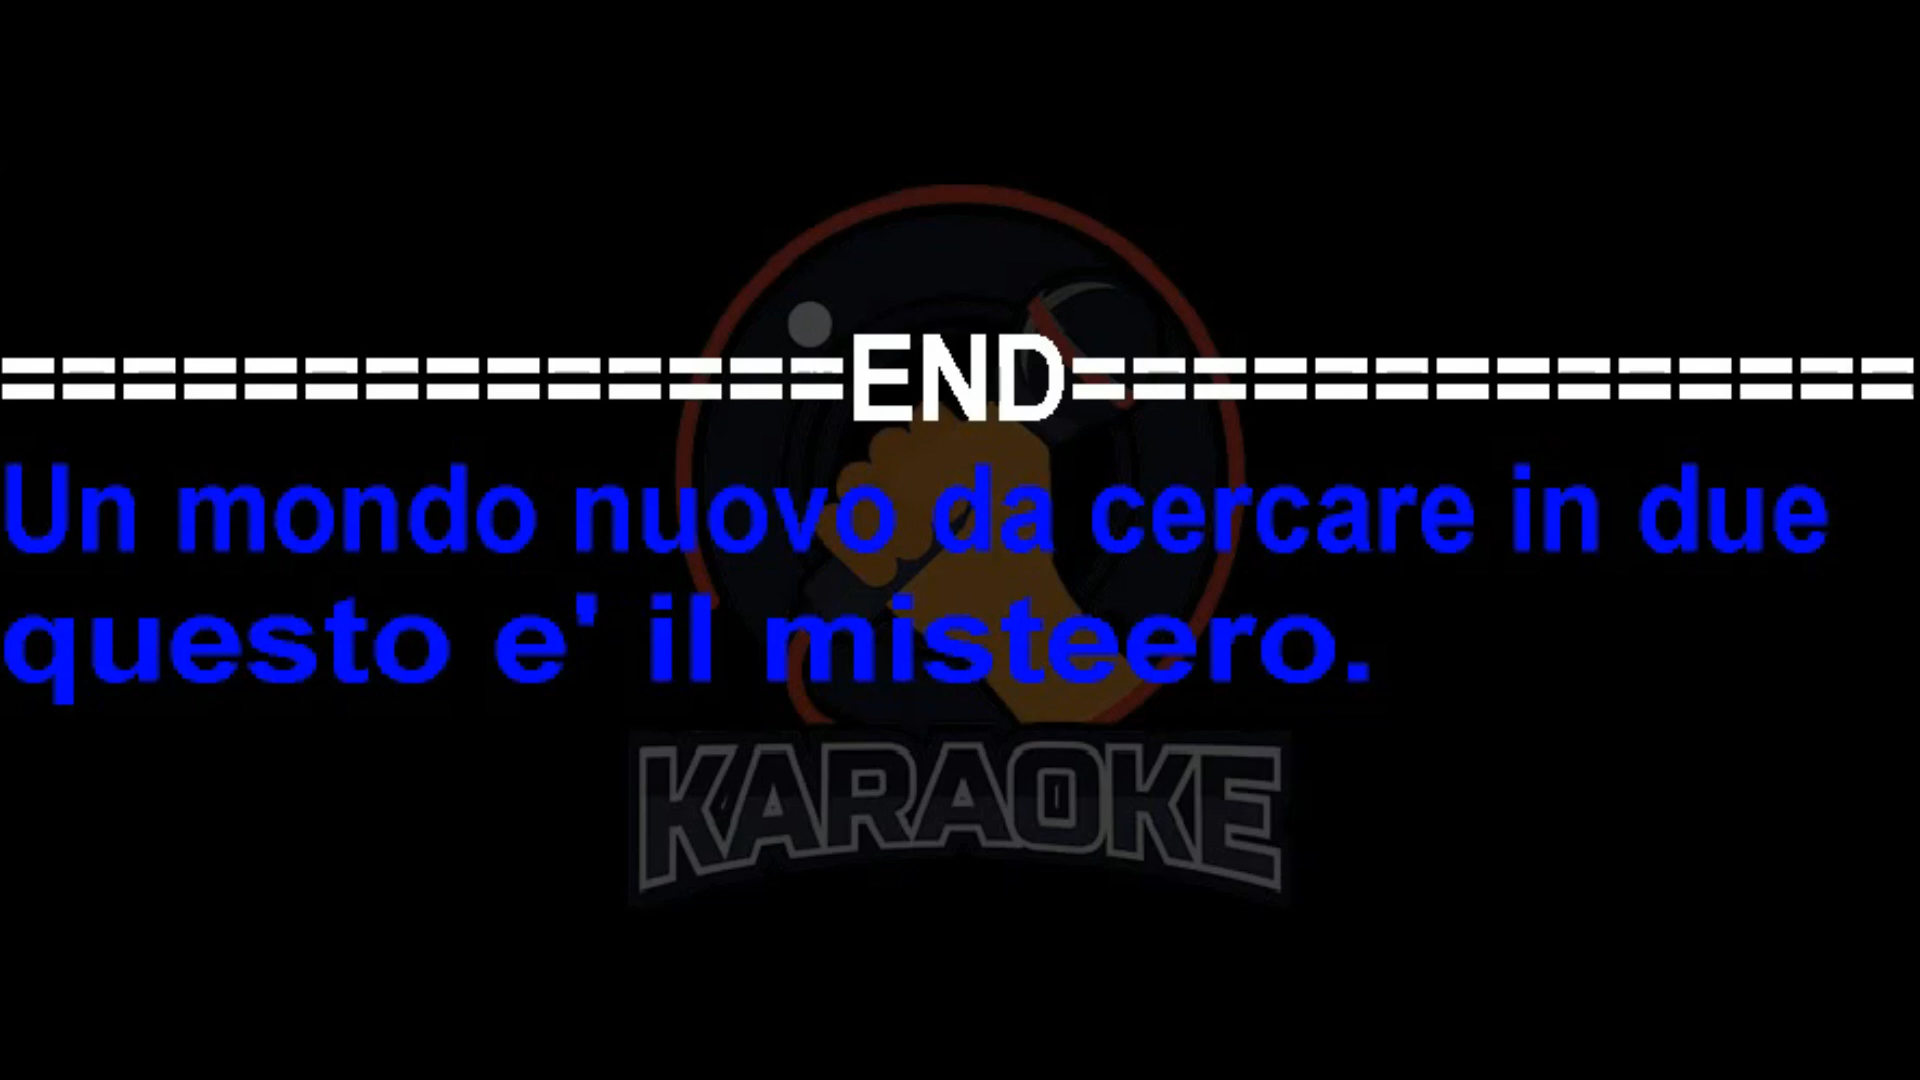 ==============END==============
Un mondo nuovo da cercare in due
questo e' il misteero.
KARAOKE